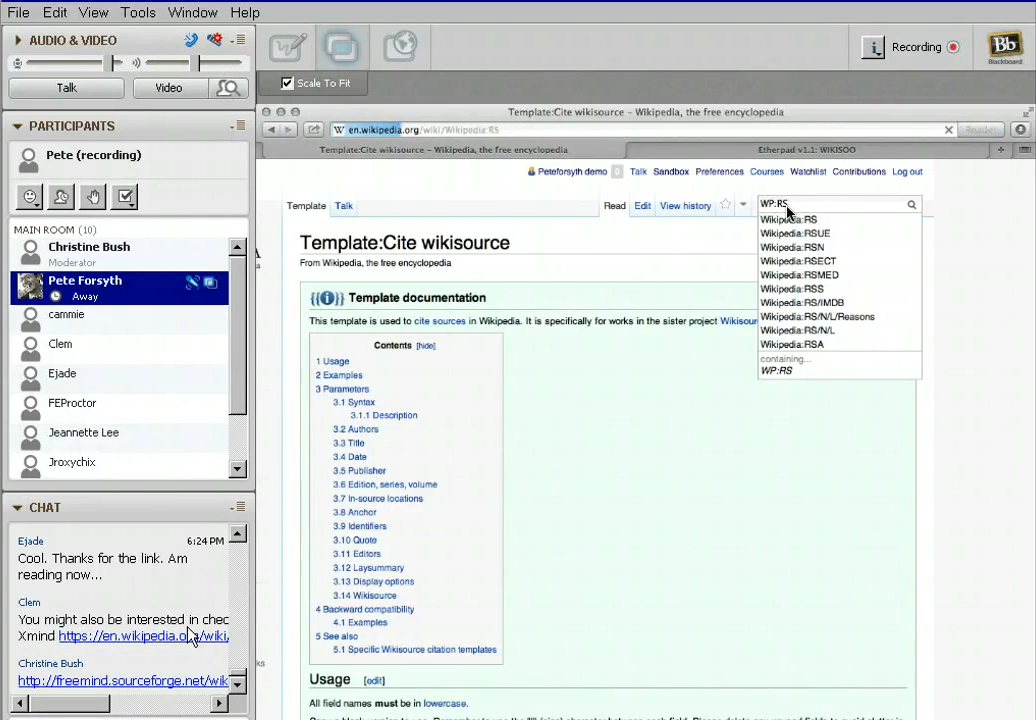 File Edit View Tools Window Help
AUDIO & VIDEO
Talk
Video
PARTICIPANTS
Pete (recording)
MAIN ROOM (10)
Christine Bush
Moderator
Pete Forsyth
Away
cammie
Clem
Ejade
FEProctor
Jeannette Lee
Jroxychix
CHAT
Ejade 6:24 PM
Cool. Thanks for the link. Am
reading now...
Clem
You might also be interested in chec
Xmind https://en.wikipedia.org/wiki/
Christine Bush
http://freemind.sourceforge.net/wik
Recording
Bb
Blackboard
Scale To Fit
Template:Cite wikisource – Wikipedia, the free encyclopedia
W en.wikipedia.org/wiki/Wikipedia:RS
Reader
Template:Cite wikisource – Wikipedia, the free encyclopedia
Etherpad v1.1: WIKISOO
Peteforsyth demo 0 Talk Sandbox Preferences Courses Watchlist Contributions Log out
Template Talk Read Edit View history
WP:RS
Wikipedia:RS
Wikipedia:RSUE
Wikipedia:RSN
Wikipedia:RSECT
Wikipedia:RSMED
Wikipedia:RSS
Wikipedia:RS/IMDB
Wikipedia:RS/N/L/Reasons
Wikipedia:RS/N/L
Wikipedia:RSA
containing...
WP:RS
Template:Cite wikisource
From Wikipedia, the free encyclopedia
Template documentation
This template is used to cite sources in Wikipedia. It is specifically for works in the sister project Wikisour
Contents [hide]
1 Usage
2 Examples
3 Parameters
3.1 Syntax
3.1.1 Description
3.2 Authors
3.3 Title
3.4 Date
3.5 Publisher
3.6 Edition, series, volume
3.7 In-source locations
3.8 Anchor
3.9 Identifiers
3.10 Quote
3.11 Editors
3.12 Laysummary
3.13 Display options
3.14 Wikisource
4 Backward compatibility
4.1 Examples
5 See also
5.1 Specific Wikisource citation templates
Usage [edit]
All field names must be in lowercase.